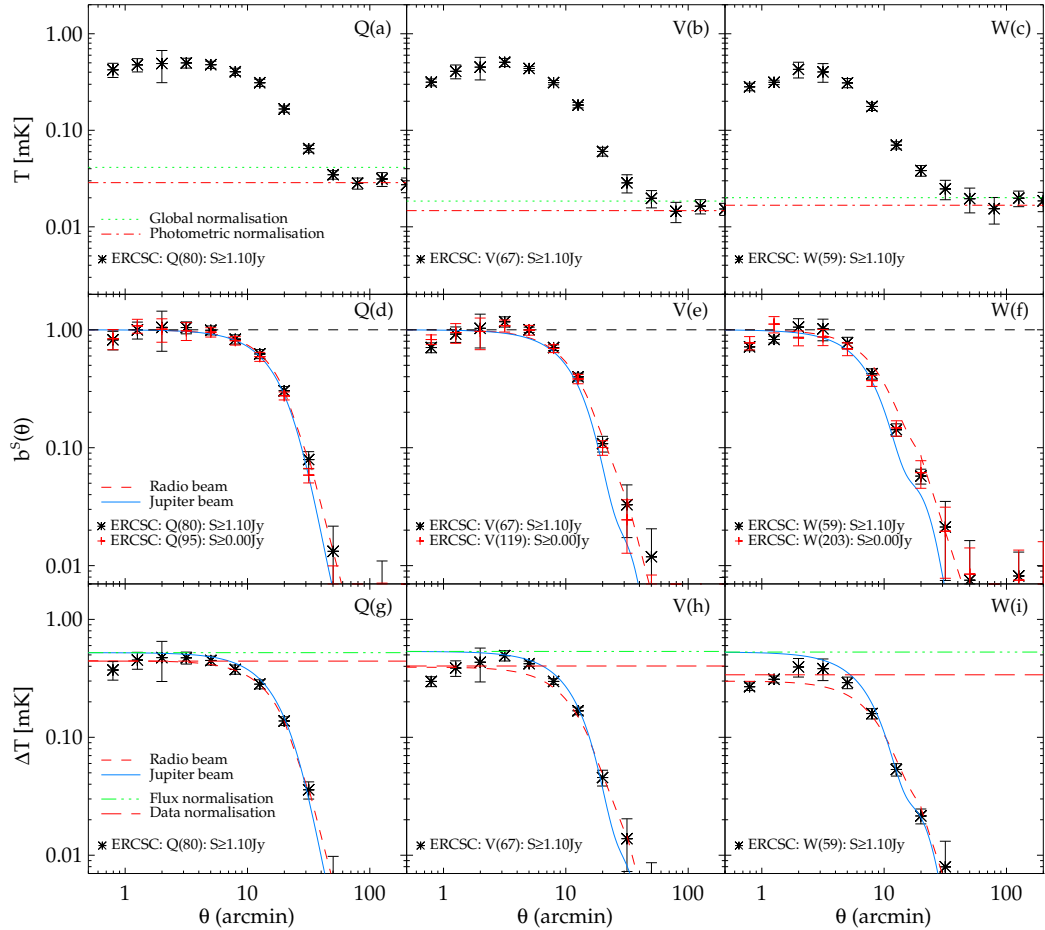 Q(a)
V(b)
W(c)
1.00
0.10
0.01
T [mK]
Global normalisation
Photometric normalisation
ERCSC: Q(80): S≥1.10Jy
ERCSC: V(67): S≥1.10Jy
ERCSC: W(59): S≥1.10Jy
Q(d)
V(e)
W(f)
1.00
0.10
0.01
b^S(θ)
Radio beam
Jupiter beam
ERCSC: Q(80): S≥1.10Jy
ERCSC: Q(95): S≥0.00Jy
ERCSC: V(67): S≥1.10Jy
ERCSC: V(119): S≥0.00Jy
ERCSC: W(59): S≥1.10Jy
ERCSC: W(203): S≥0.00Jy
Q(g)
V(h)
W(i)
1.00
0.10
0.01
ΔT [mK]
Radio beam
Jupiter beam
Flux normalisation
Data normalisation
ERCSC: Q(80): S≥1.10Jy
ERCSC: V(67): S≥1.10Jy
ERCSC: W(59): S≥1.10Jy
1 10 100
1 10 100
1 10 100
θ (arcmin)
θ (arcmin)
θ (arcmin)